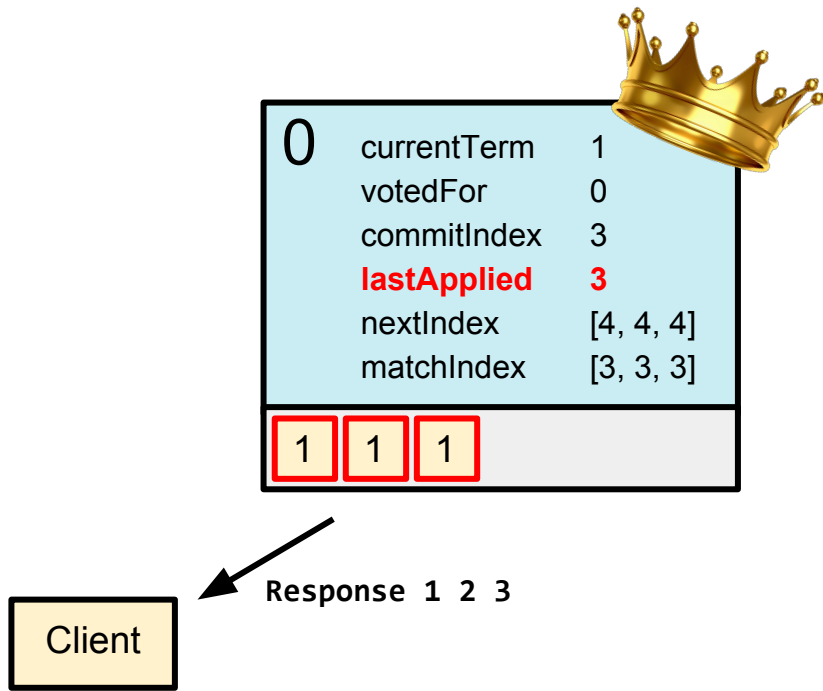 0
currentTerm 1
votedFor 0
commitIndex 3
lastApplied 3
nextIndex [4, 4, 4]
matchIndex [3, 3, 3]
1 1 1
Response 1 2 3
Client